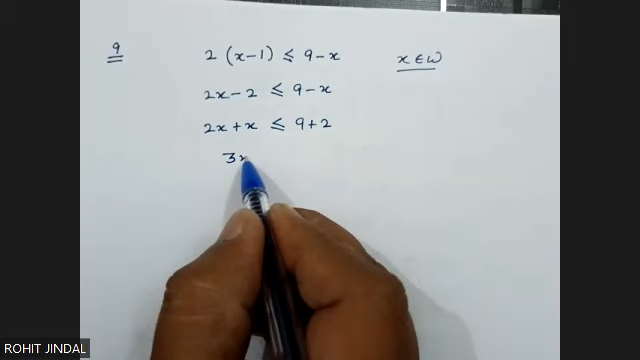 9
2(x-1) ≤ 9-x x∈W
2x-2 ≤ 9-x
2x+x ≤ 9+2
3x
ROHIT JINDAL